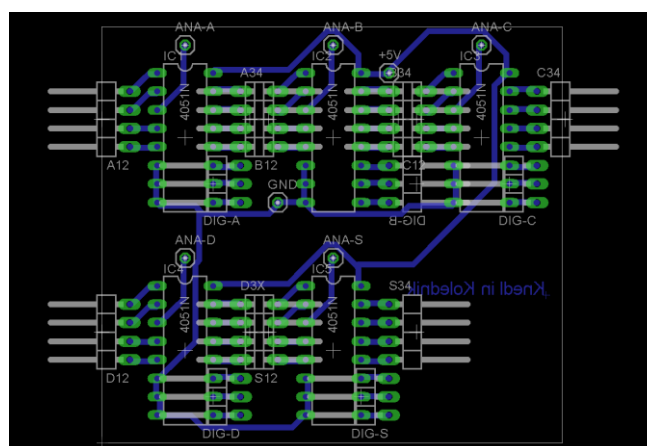 ANA-A
ANA-B
ANA-C
IC1
IC2
+5V
IC3
A34
B34
C34
4051N
4051N
4051N
A12
B12
C12
GND
DIG-A
DIG-B
DIG-C
ANA-D
ANA-S
IC4
IC5
D3X
S34
4051N
4051N
Knedl in Kolednik
D12
S12
DIG-D
DIG-S